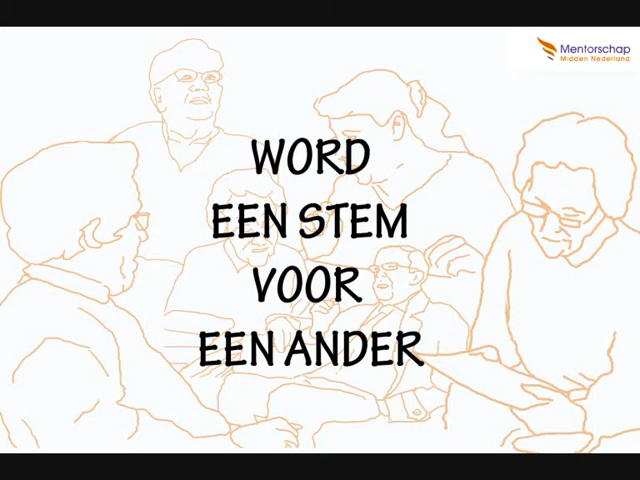 Mentorschap
Midden Nederland
WORD
EEN STEM
VOOR
EEN ANDER